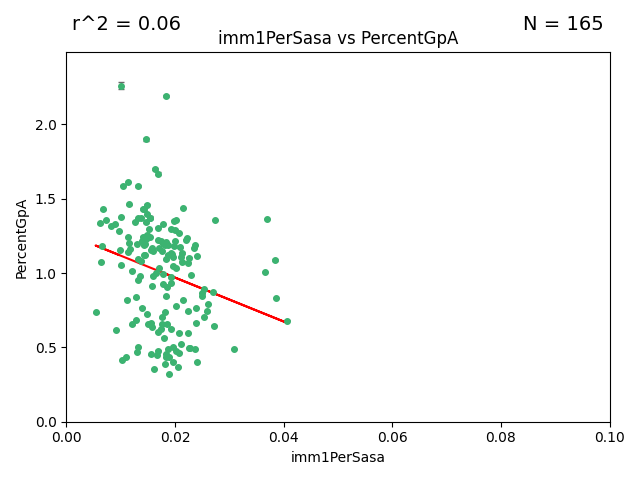 r^2 = 0.06
N = 165
imm1PerSasa vs PercentGpA
PercentGpA
2.0
1.5
1.0
0.5
0.0
0.00 0.02 0.04 0.06 0.08 0.10
imm1PerSasa